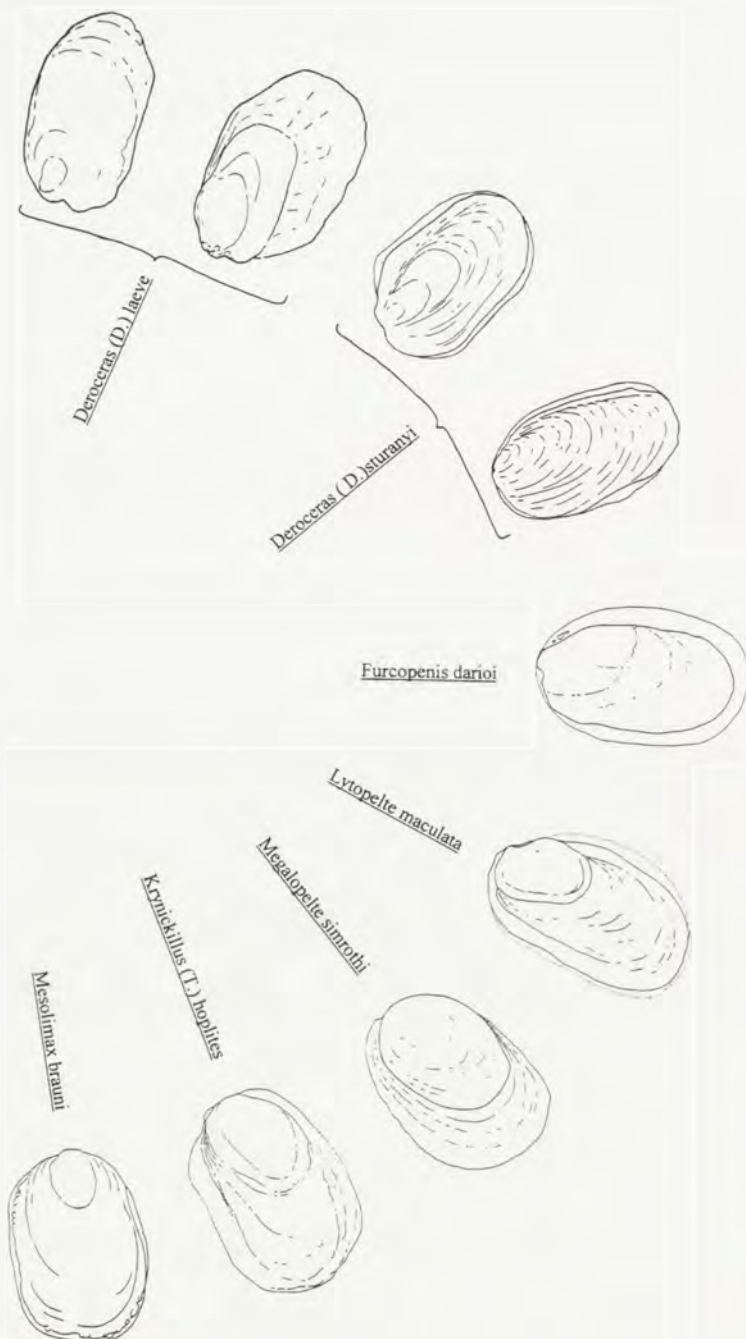 Deroceras (D.) laeve
Deroceras (D.)sturanyi
Furcopenis darioi
Lytopelte maculata
Megalopelte simrothi
Krynickillus (T.) hoplites
Mesolimax brauni